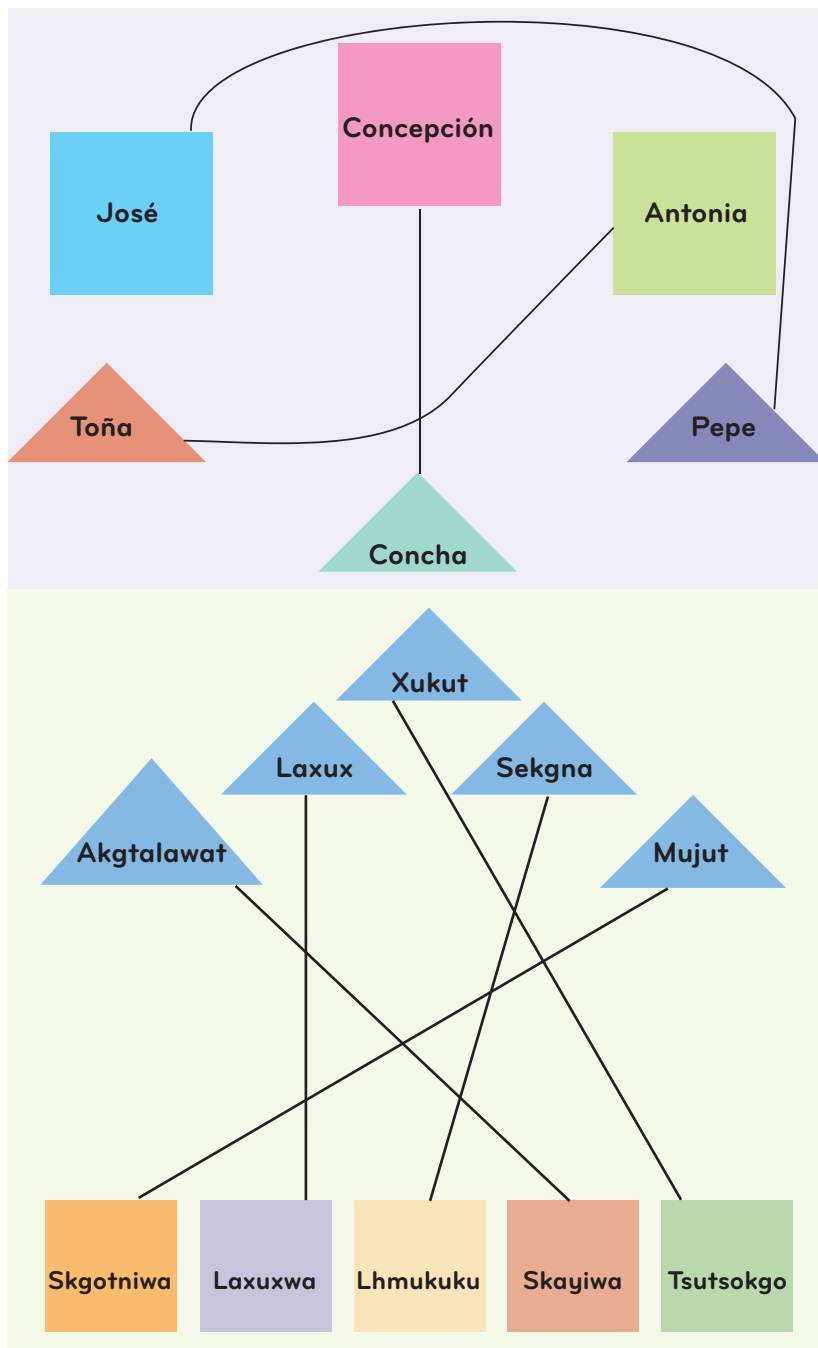 Concepción
José
Antonia
Toña
Pepe
Concha
Xukut
Laxux
Sekgna
Akgtalawat
Mujut
Skgotniwa
Laxuxwa
Lhmukuku
Skayiwa
Tsutsokgo